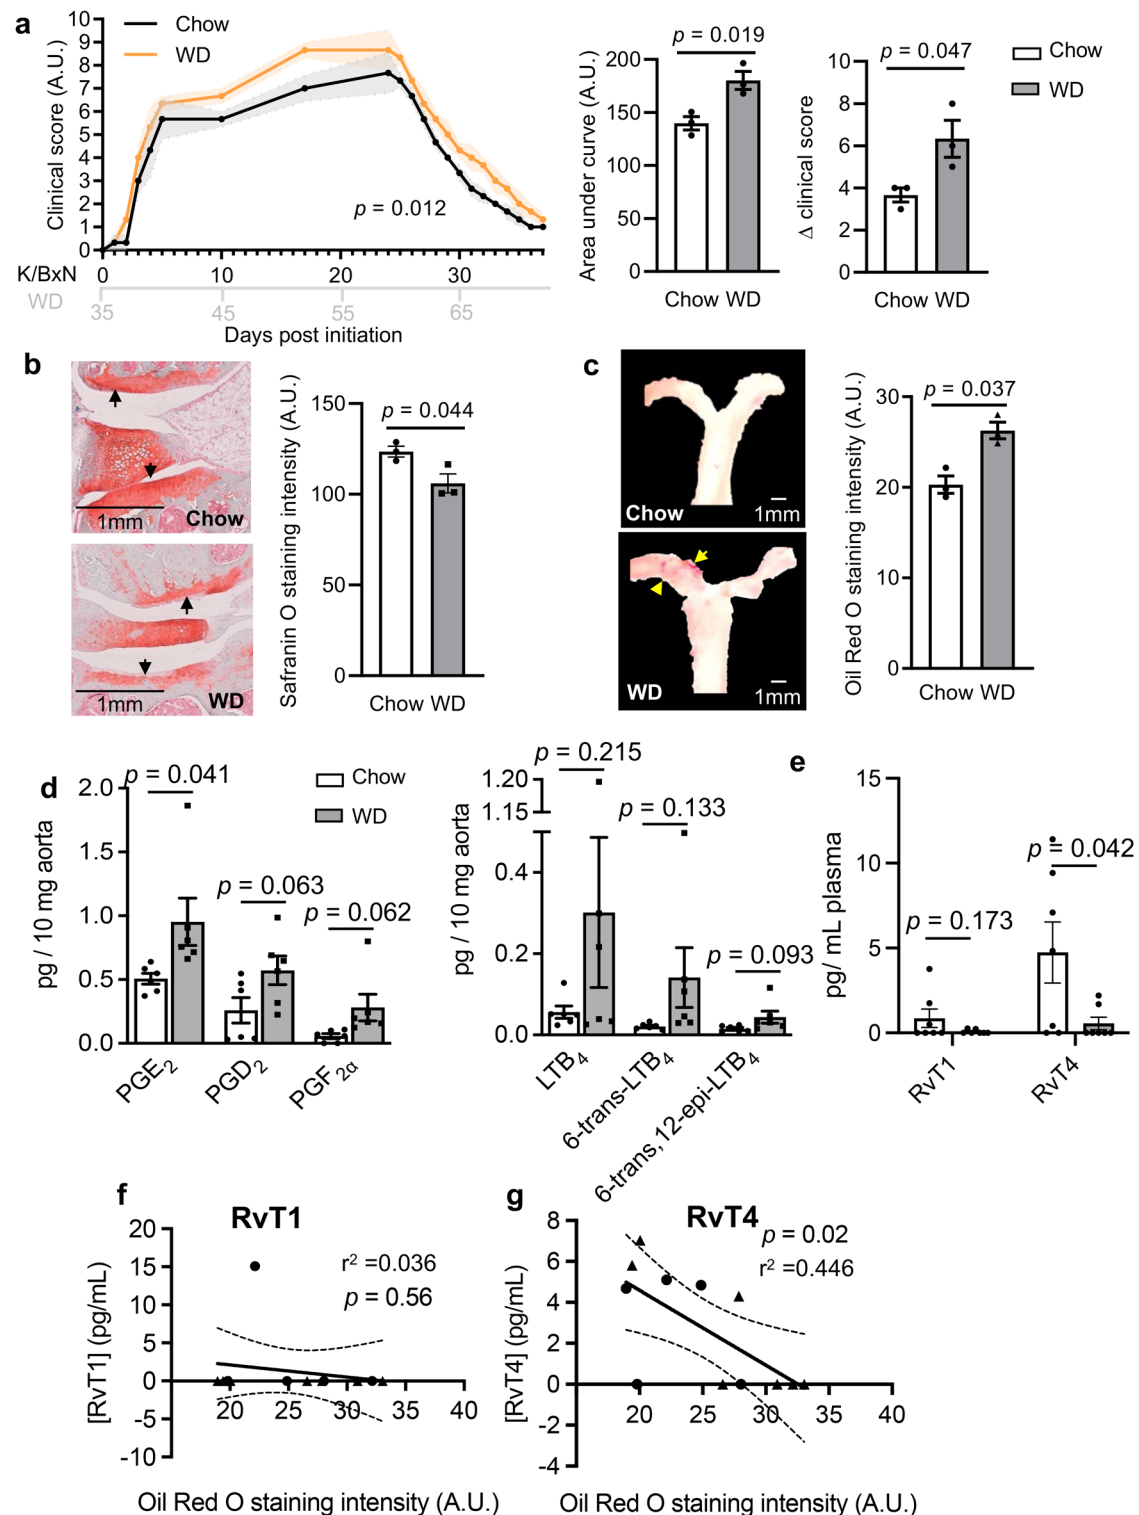 a
Clinical score (A.U.)
10
9
8
7
6
5
4
3
2
1
0
Chow
WD
p = 0.012
K/BxN
0
10
20
30
WD
35
45
55
65
Days post initiation
Area under curve (A.U.)
200
150
100
50
0
p = 0.019
Chow WD
Δ clinical score
10
8
6
4
2
0
p = 0.047
Chow WD
Chow
WD
b
1mm
Chow
1mm
WD
Safranin O staining intensity (A.U.)
150
100
50
0
p = 0.044
Chow WD
c
Chow
1mm
WD
1mm
Oil Red O staining intensity (A.U.)
30
20
10
0
p = 0.037
Chow WD
d
pg / 10 mg aorta
2.0
1.5
1.0
0.5
0.0
p = 0.041
p = 0.063
p = 0.062
Chow
WD
PGE2
PGD2
PGF2α
pg / 10 mg aorta
1.20
1.15
0.4
0.2
0.0
p = 0.215
p = 0.133
p = 0.093
LTB4
6-trans-LTB4
6-trans, 12-epi-LTB4
e
pg/ mL plasma
15
10
5
0
p = 0.173
p = 0.042
RvT1
RvT4
f
RvT1
[RvT1] (pg/mL)
20
15
10
5
0
-5
-10
r2 =0.036
p = 0.56
20
25
30
35
40
Oil Red O staining intensity (A.U.)
g
RvT4
[RvT4] (pg/mL)
8
6
4
2
0
-2
-4
p = 0.02
r2 =0.446
20
25
30
35
40
Oil Red O staining intensity (A.U.)